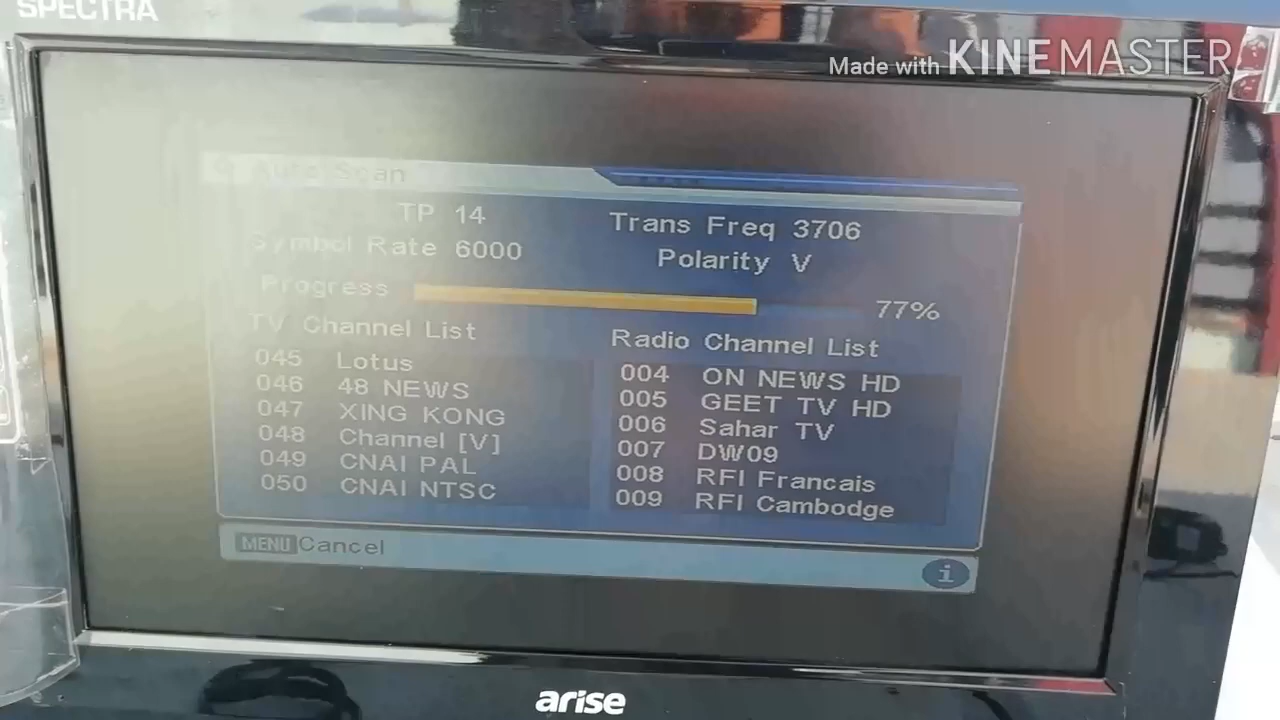 SPECTRA
Made with KINEMASTER
Auto Scan
TP 14
Trans Freq 3706
Symbol Rate 6000
Polarity V
Progress
77%
TV Channel List
Radio Channel List
045 Lotus
046 48 NEWS
047 XING KONG
048 Channel [V]
049 CNAI PAL
050 CNAI NTSC
004 ON NEWS HD
005 GEET TV HD
006 Sahar TV
007 DW09
008 RFI Francais
009 RFI Cambodge
MENU Cancel
i
arise